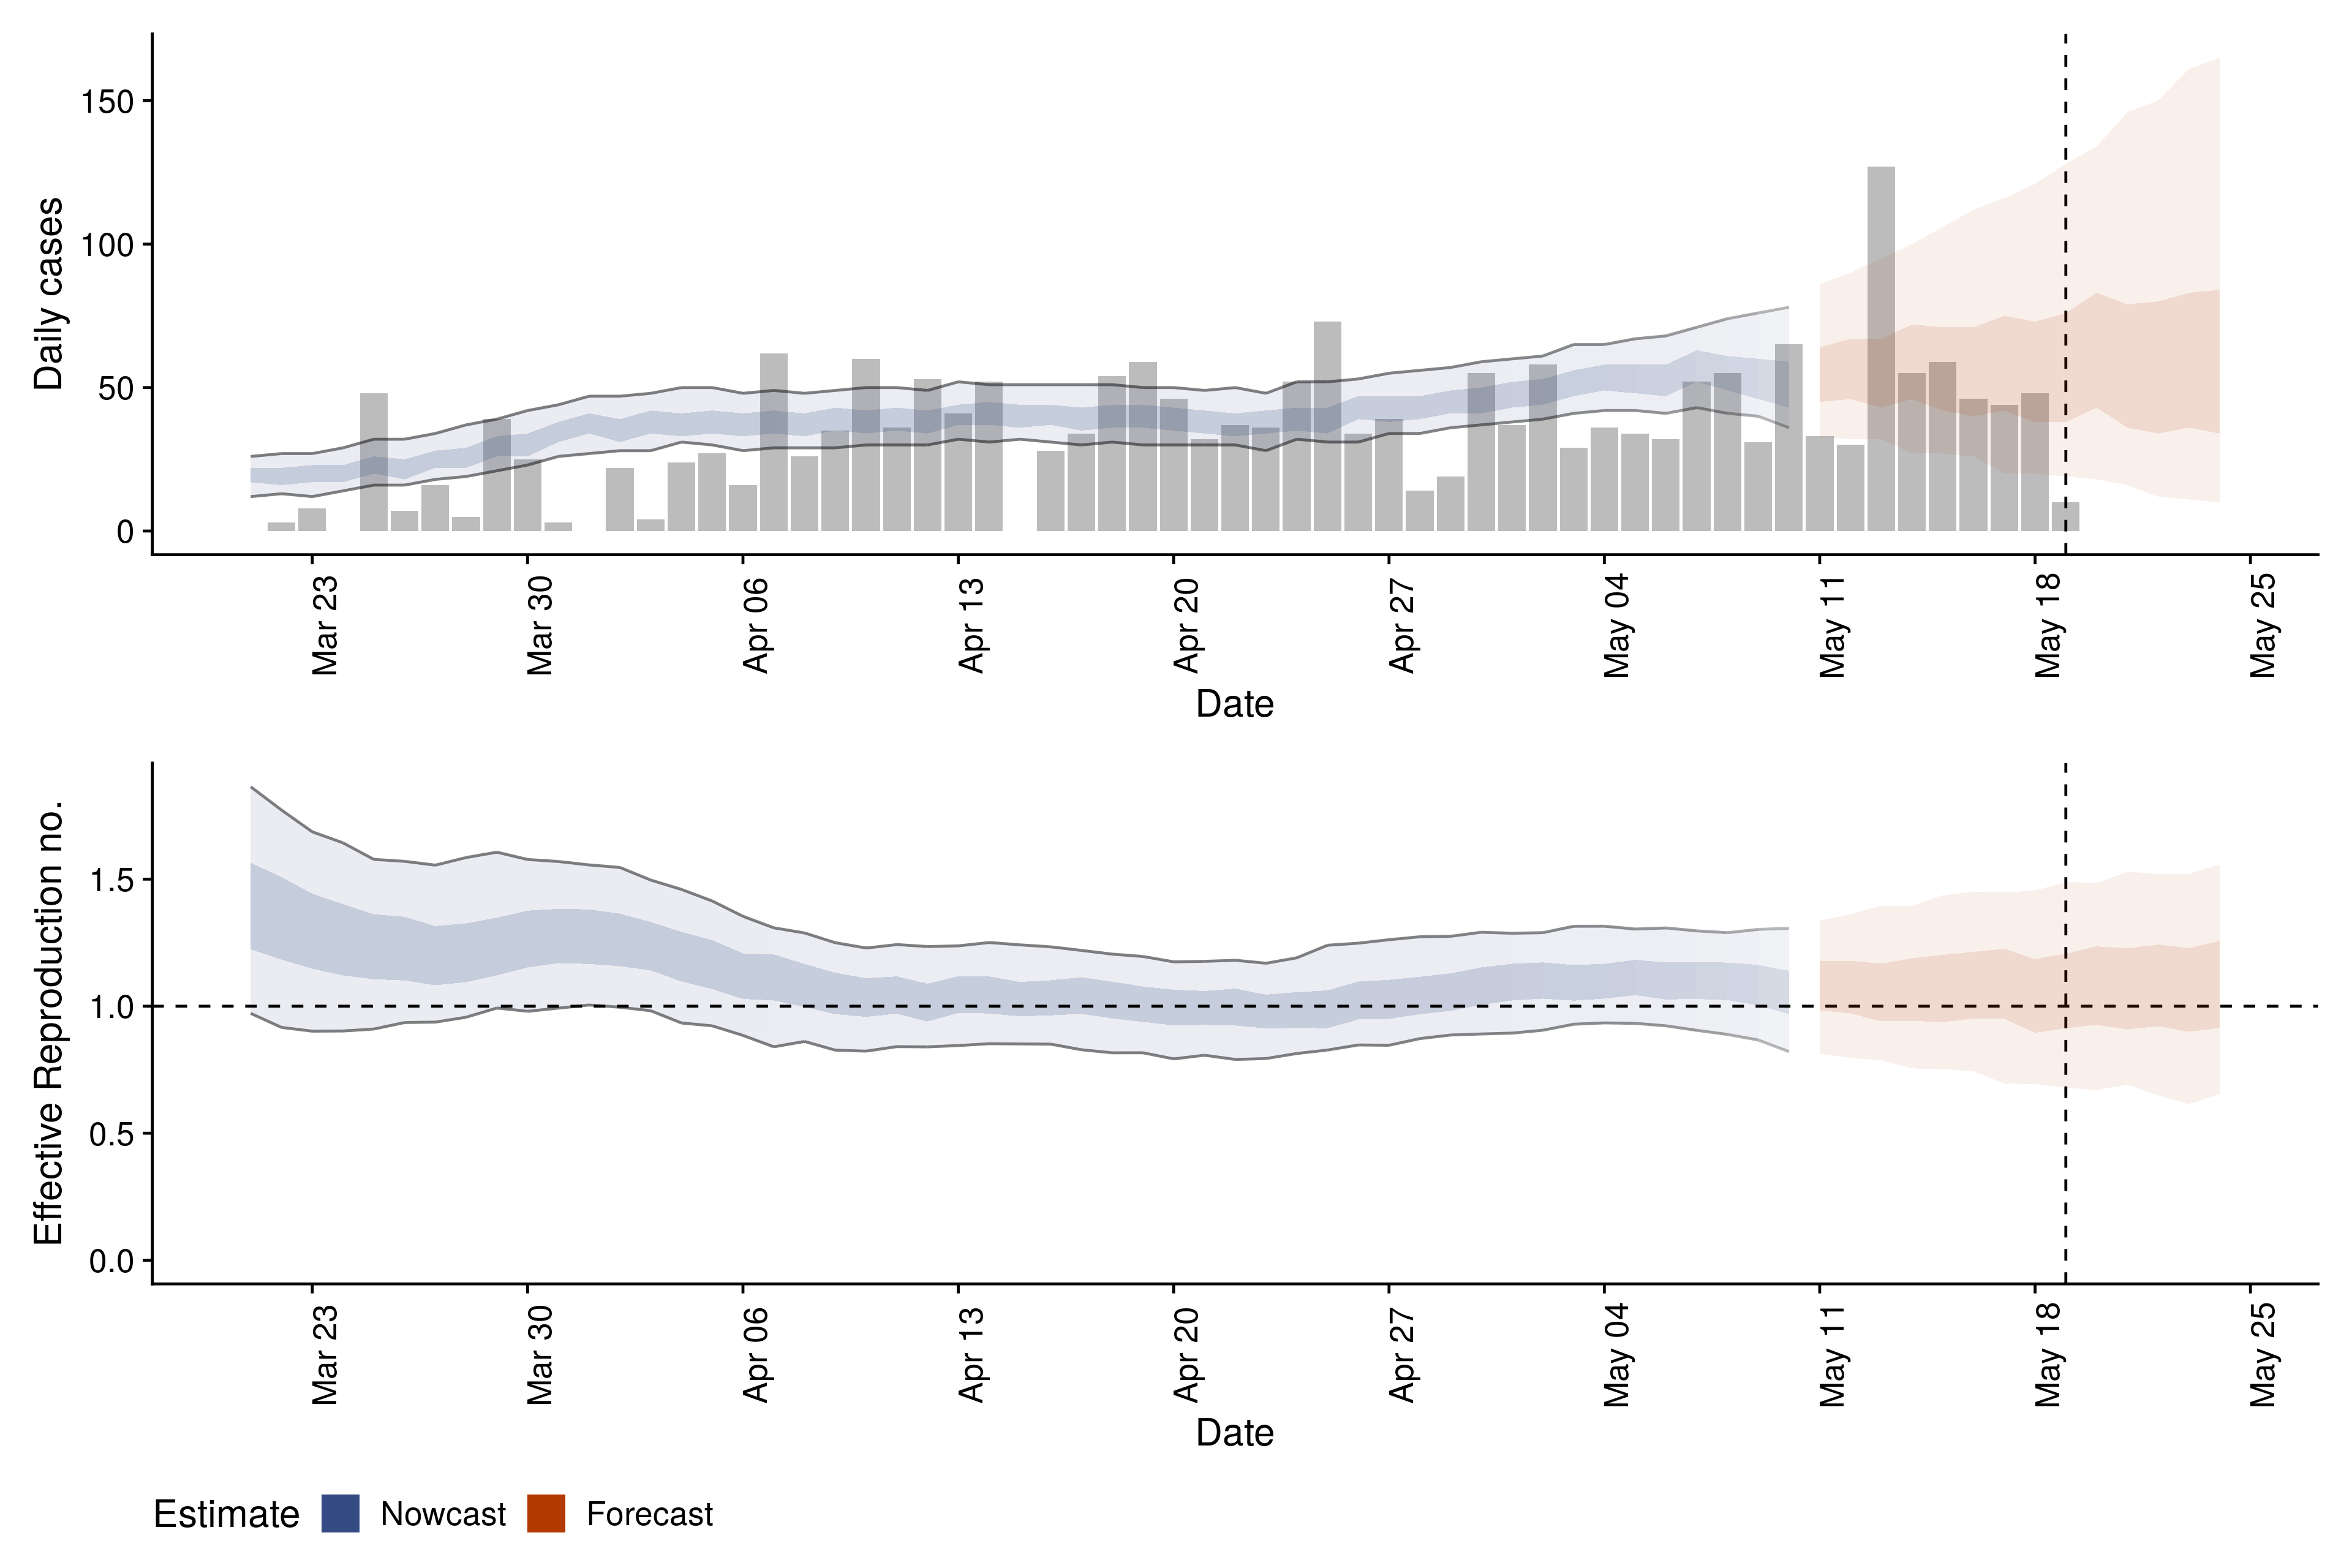 Daily cases
150
100
50
0
Mar 23
Mar 30
Apr 06
Apr 13
Apr 20
Apr 27
May 04
May 11
May 18
May 25
Date
Effective Reproduction no.
1.5
1.0
0.5
0.0
Mar 23
Mar 30
Apr 06
Apr 13
Apr 20
Apr 27
May 04
May 11
May 18
May 25
Date
Estimate Nowcast Forecast